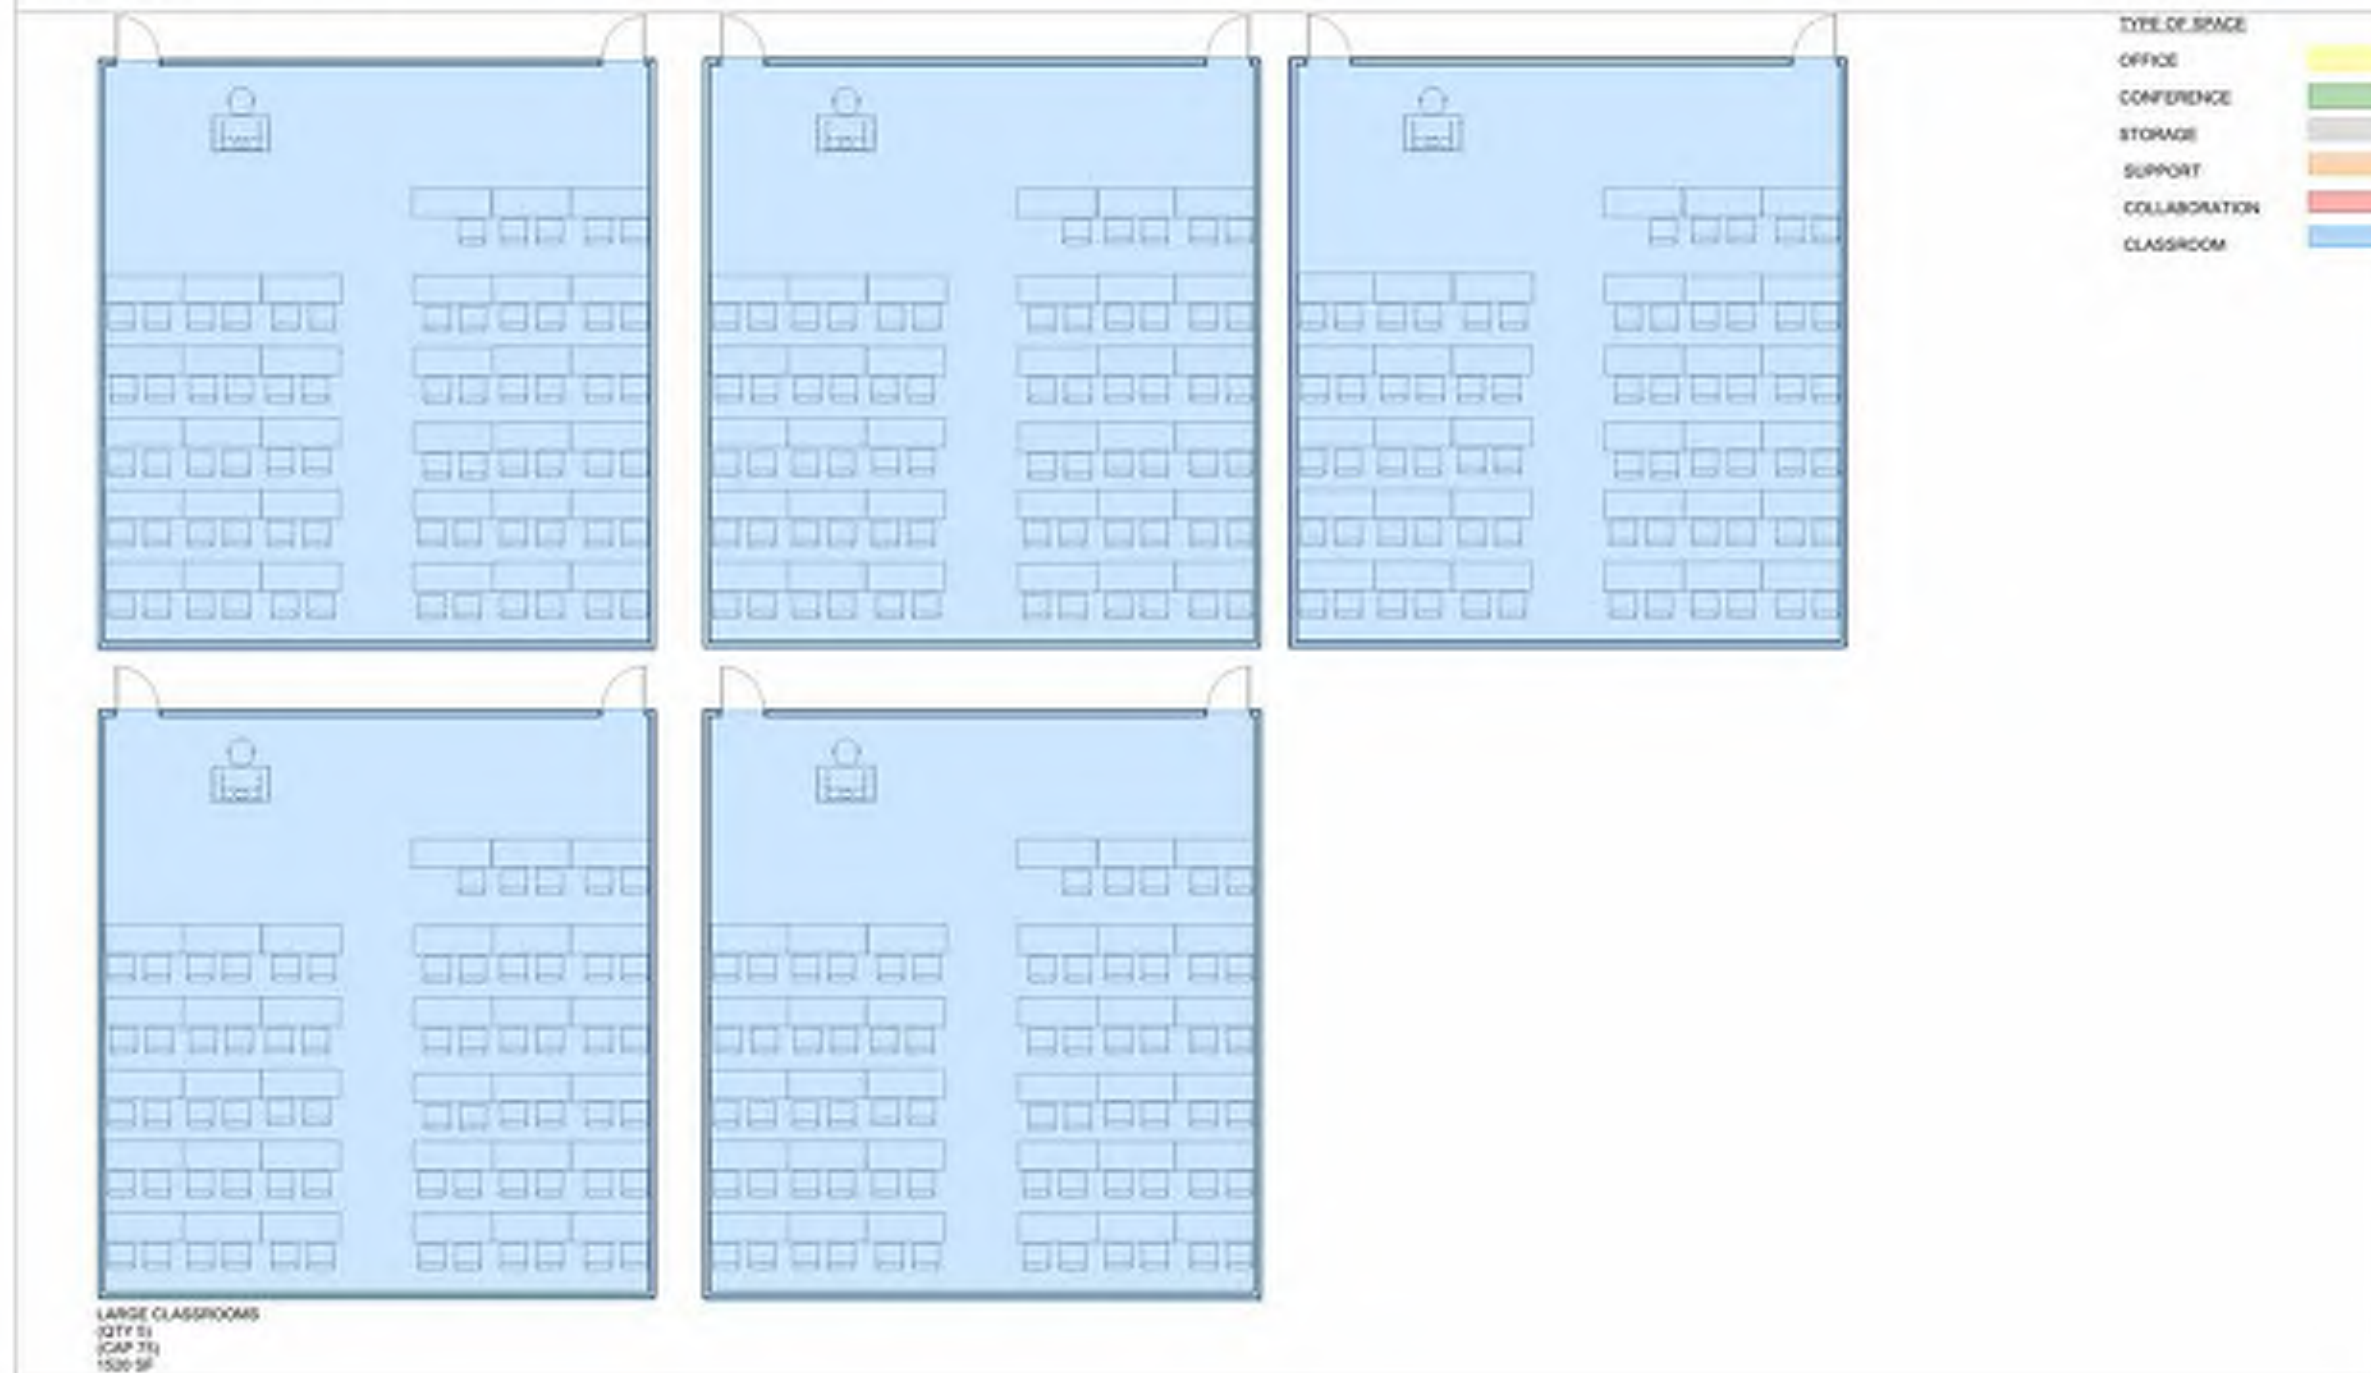 TYPE OF SPACE
OFFICE
CONFERENCE
STORAGE
SUPPORT
COLLABORATION
CLASSROOM
LARGE CLASSROOMS
(QTY 5)
(CAP 75)
1520 SF